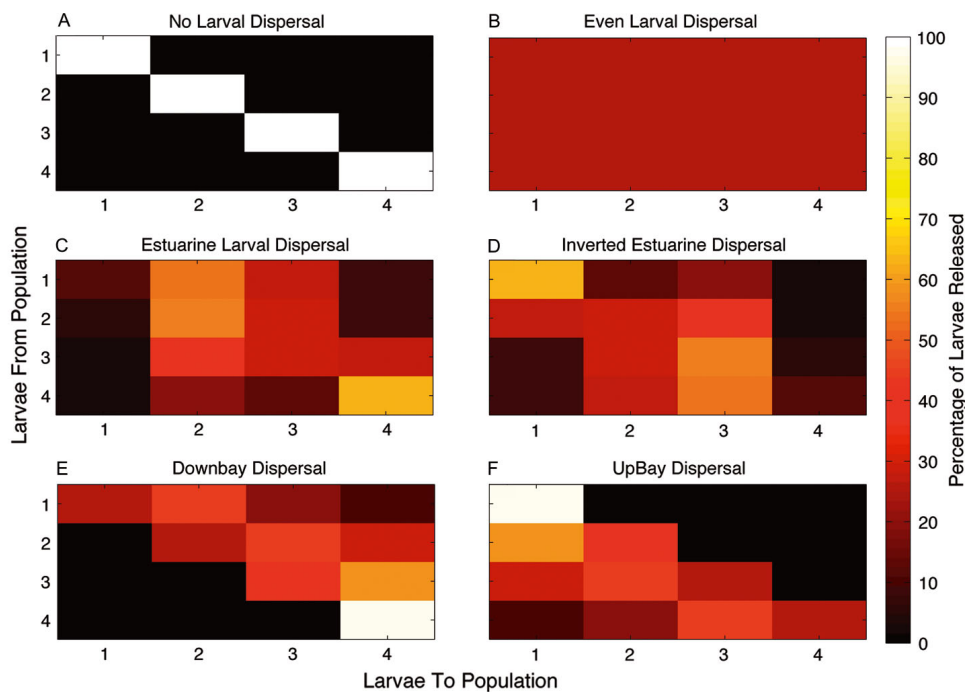 A No Larval Dispersal
B Even Larval Dispersal
1
2
3
4
1 2 3 4
1 2 3 4
C Estuarine Larval Dispersal
D Inverted Estuarine Dispersal
1
2
3
4
1 2 3 4
1 2 3 4
E Downbay Dispersal
F UpBay Dispersal
1
2
3
4
1 2 3 4
1 2 3 4
Larvae From Population
Larvae To Population
100
90
80
70
60
50
40
30
20
10
0
Percentage of Larvae Released